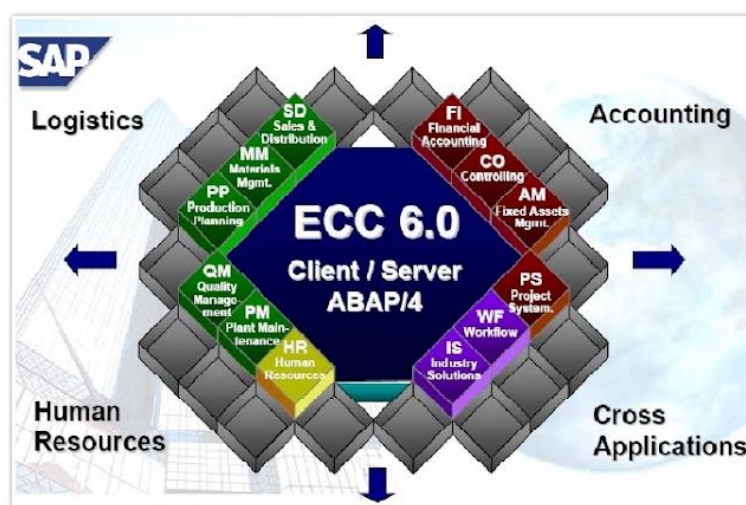 SAP
Logistics
Accounting
SD
Sales &
Distribution
MM
Materials
Mgmt.
PP
Production
Planning
FI
Financial
Accounting
CO
Controlling
AM
Fixed Assets
Mgmt.
ECC 6.0
Client / Server
ABAP/4
QM
Quality
Manage-
ment
PM
Plant Main-
tenance
HR
Human
Resources
PS
Project
System.
WF
Workflow
IS
Industry
Solutions
Human
Resources
Cross
Applications